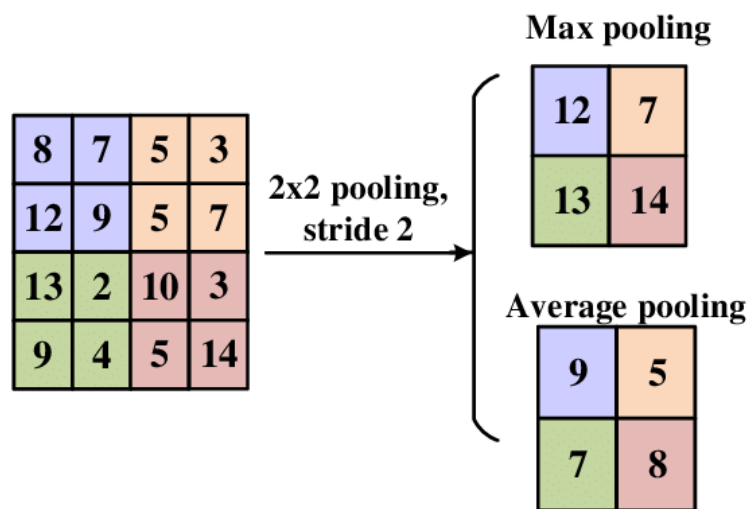 Max pooling
12 7
13 14
8 7 5 3
12 9 5 7
13 2 10 3
9 4 5 14
2x2 pooling,
stride 2
Average pooling
9 5
7 8